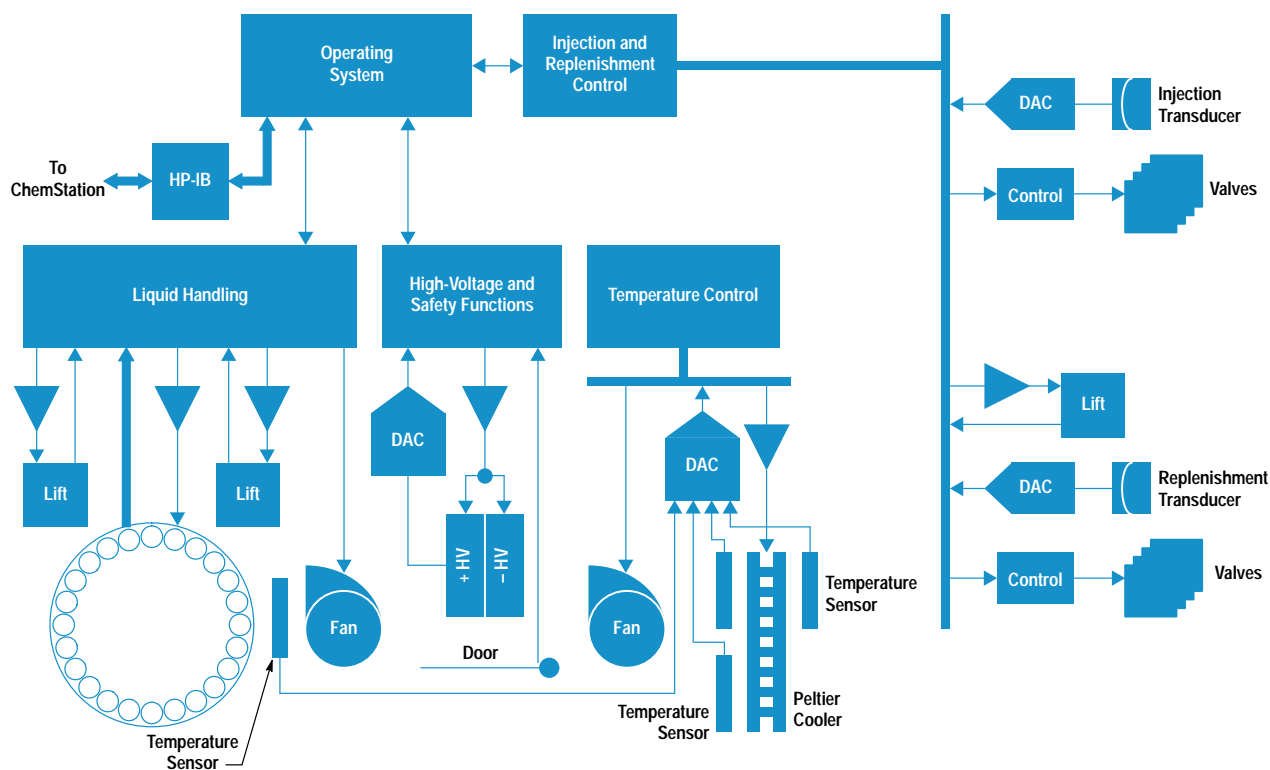 Operating
System
Injection and
Replenishment
Control
DAC
Injection
Transducer
To
ChemStation
HP-IB
Control
Valves
Liquid Handling
High-Voltage and
Safety Functions
Temperature Control
Lift
DAC
DAC
Lift
Lift
DAC
Replenishment
Transducer
+ HV
– HV
Control
Valves
Temperature
Sensor
Fan
Fan
Door
Peltier
Cooler
Temperature
Sensor
Temperature
Sensor